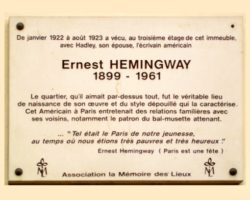 De janvier 1922 à août 1923 a vécu, au troisième étage de cet immeuble,
avec Hadley, son épouse, l'écrivain américain
Ernest HEMINGWAY
1899 - 1961
Le quartier, qu'il aimait par-dessus tout, fut le véritable lieu
de naissance de son œuvre et du style dépouillé qui la caractérise.
Cet Américain à Paris entretenait des relations familières avec
ses voisins, notamment le patron du bal-musette attenant.
... "Tel était le Paris de notre jeunesse,
au temps où nous étions très pauvres et très heureux."
Ernest Hemingway (Paris est une fête)
Association la Mémoire des Lieux